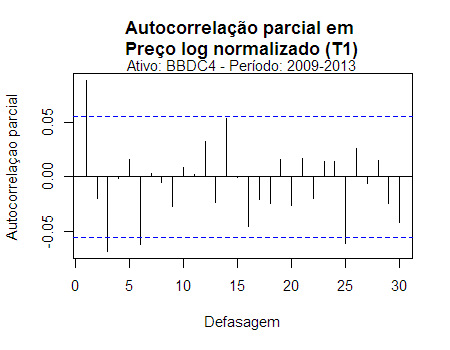 Autocorrelação parcial em
Preço log normalizado (T1)
Ativo: BBDC4 - Período: 2009-2013
Autocorrelaçao parcial
0.05
0.00
-0.05
0 5 10 15 20 25 30
Defasagem